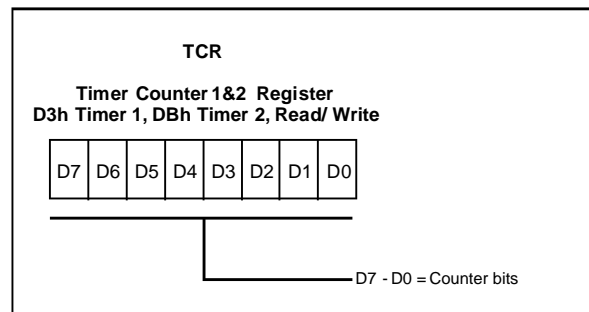 TCR
Timer Counter 1&2 Register
D3h Timer 1, DBh Timer 2, Read/ Write
D7 D6 D5 D4 D3 D2 D1 D0
D7 - D0 = Counter bits